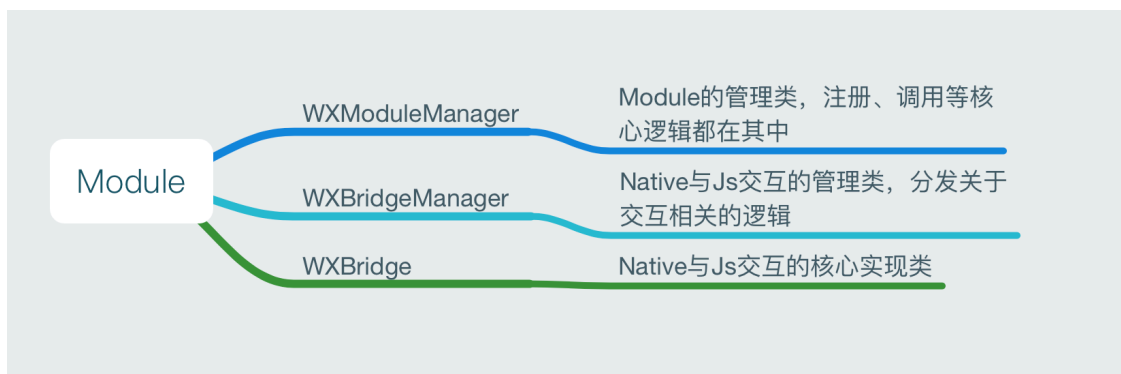 Module
WXModuleManager
Module的管理类，注册、调用等核
心逻辑都在其中
WXBridgeManager
Native与Js交互的管理类，分发关于
交互相关的逻辑
WXBridge
Native与Js交互的核心实现类